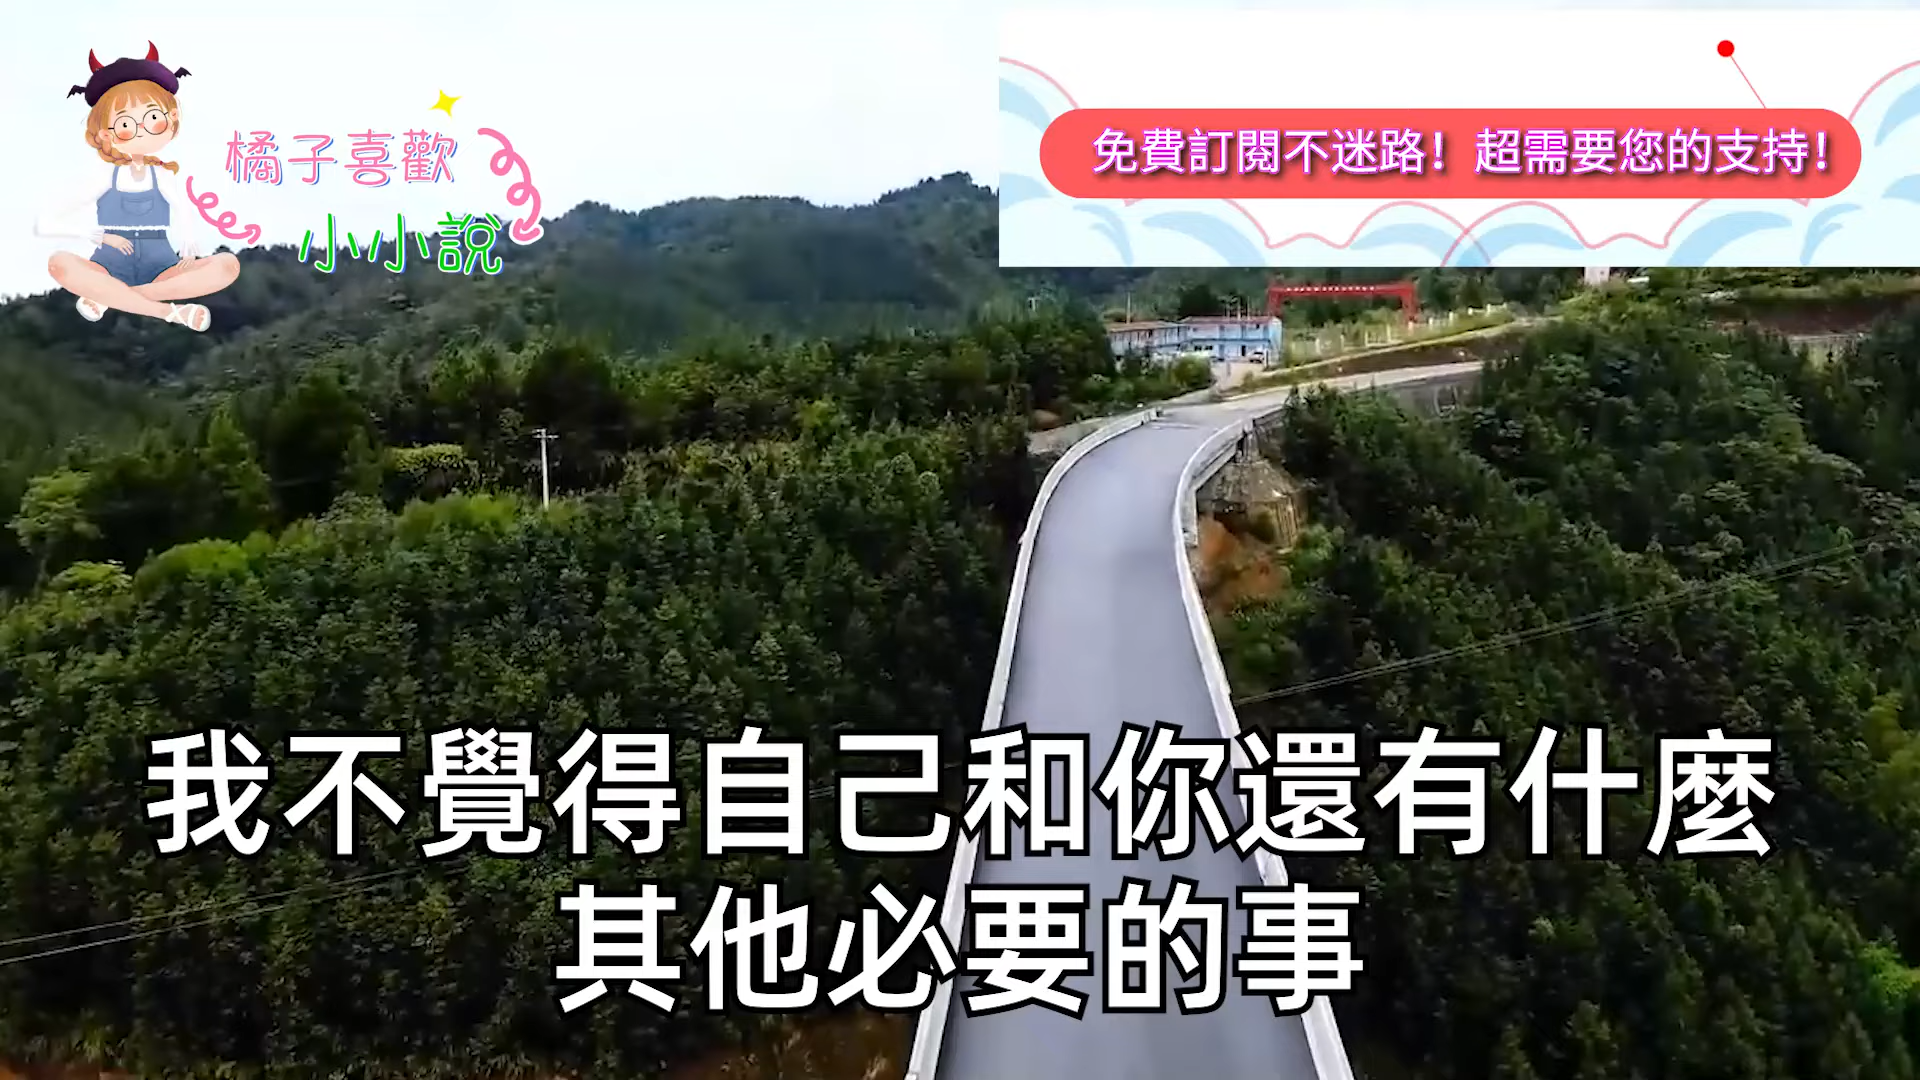 橘子喜歡
小小說
免費訂閱不迷路！超需要您的支持！
我不覺得自己和你還有什麼
其他必要的事